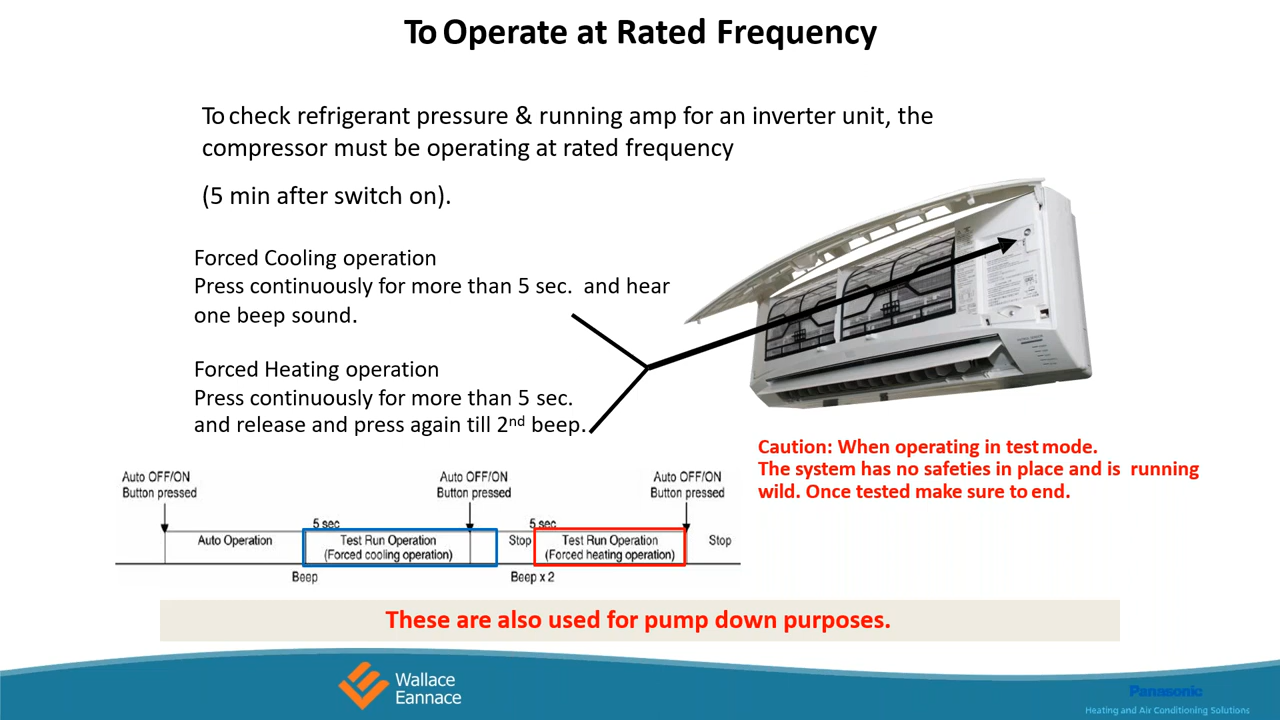 To Operate at Rated Frequency
To check refrigerant pressure & running amp for an inverter unit, the
compressor must be operating at rated frequency
(5 min after switch on).
Forced Cooling operation
Press continuously for more than 5 sec.  and hear
one beep sound.
Forced Heating operation
Press continuously for more than 5 sec.
and release and press again till 2nd beep.
Caution: When operating in test mode.
The system has no safeties in place and is  running
wild. Once tested make sure to end.
Auto OFF/ON Auto OFF/ON Auto OFF/ON
Button pressed Button pressed Button pressed
5 sec 5 sec
Auto Operation Test Run Operation Stop Test Run Operation Stop
(Forced cooling operation) (Forced heating operation)
Beep Beep x 2
These are also used for pump down purposes.
Wallace
Eannace
Panasonic
Heating and Air Conditioning Solutions